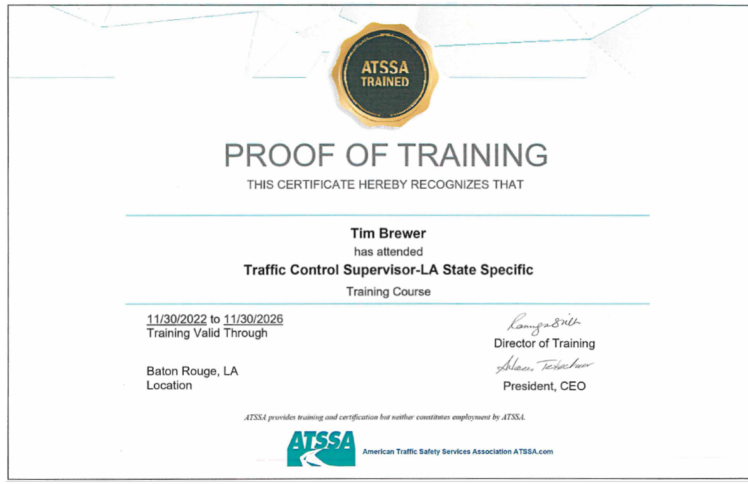 ATSSA
TRAINED
PROOF OF TRAINING
THIS CERTIFICATE HEREBY RECOGNIZES THAT
Tim Brewer
has attended
Traffic Control Supervisor-LA State Specific
Training Course
11/30/2022 to 11/30/2026
Training Valid Through
Director of Training
Baton Rouge, LA
Location
President, CEO
ATSSA provides training and certification but neither constitutes employment by ATSSA.
ATSSA
American Traffic Safety Services Association ATSSA.com